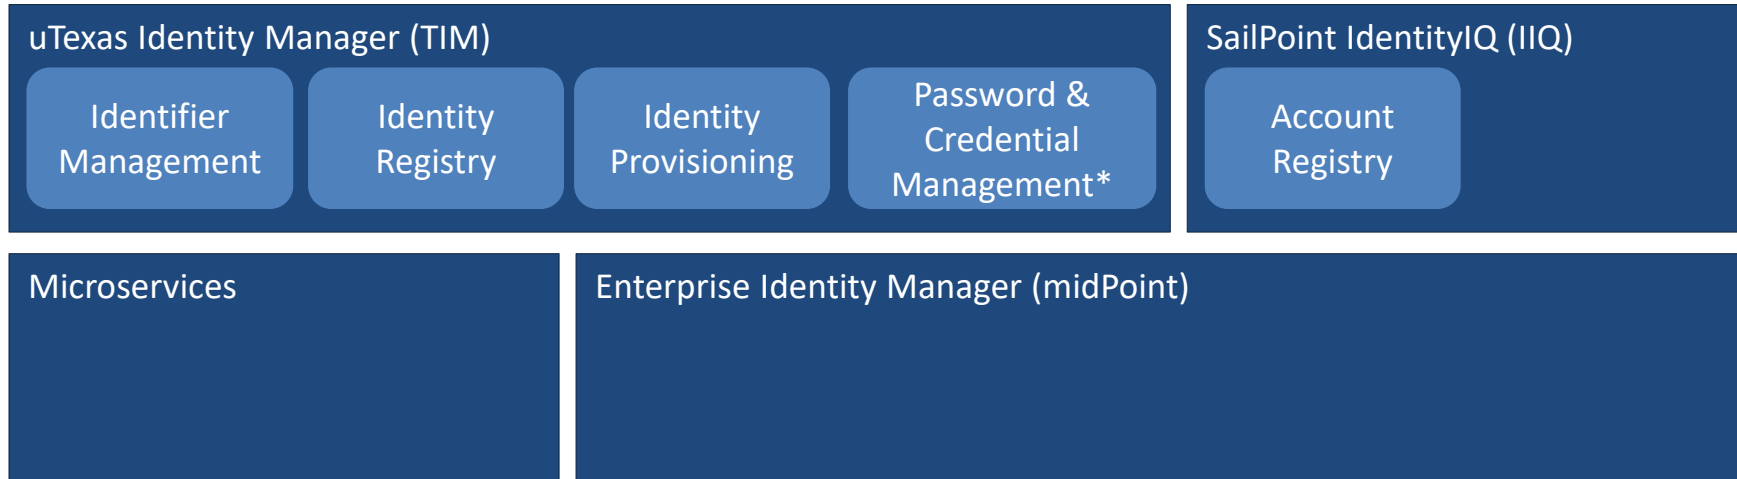 uTexas Identity Manager (TIM)
Identifier
Management
Identity
Registry
Identity
Provisioning
Password &
Credential
Management*
SailPoint IdentityIQ (IIQ)
Account
Registry
Microservices
Enterprise Identity Manager (midPoint)